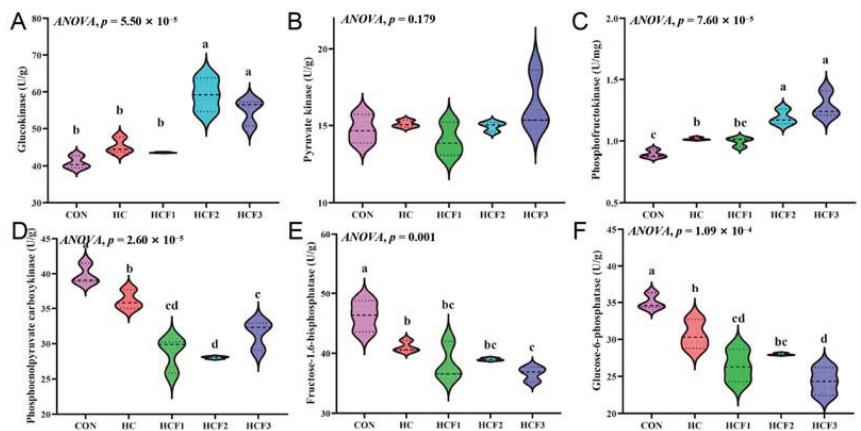 A
ANOVA, p = 5.50 × 10⁻⁵
Glucokinase (U/g)
70
60
50
40
30
b
b
b
a
a
CON
HC
HCF1
HCF2
HCF3
B
ANOVA, p = 0.179
Pyruvate kinase (U/g)
20
15
10
CON
HC
HCF1
HCF2
HCF3
C
ANOVA, p = 7.60 × 10⁻⁵
Phosphofructokinase (U/mg)
1.5
1.0
0.5
c
b
bc
a
a
CON
HC
HCF1
HCF2
HCF3
D
ANOVA, p = 2.60 × 10⁻⁵
Phosphoenolpyruvate carboxykinase (U/g)
40
35
30
25
20
a
b
cd
d
c
CON
HC
HCF1
HCF2
HCF3
E
ANOVA, p = 0.001
Fructose-1,6-bisphosphatase (U/g)
60
50
40
30
a
b
bc
bc
c
CON
HC
HCF1
HCF2
HCF3
F
ANOVA, p = 1.09 × 10⁻⁴
Glucose-6-phosphatase (U/g)
40
35
30
25
20
a
b
cd
bc
d
CON
HC
HCF1
HCF2
HCF3